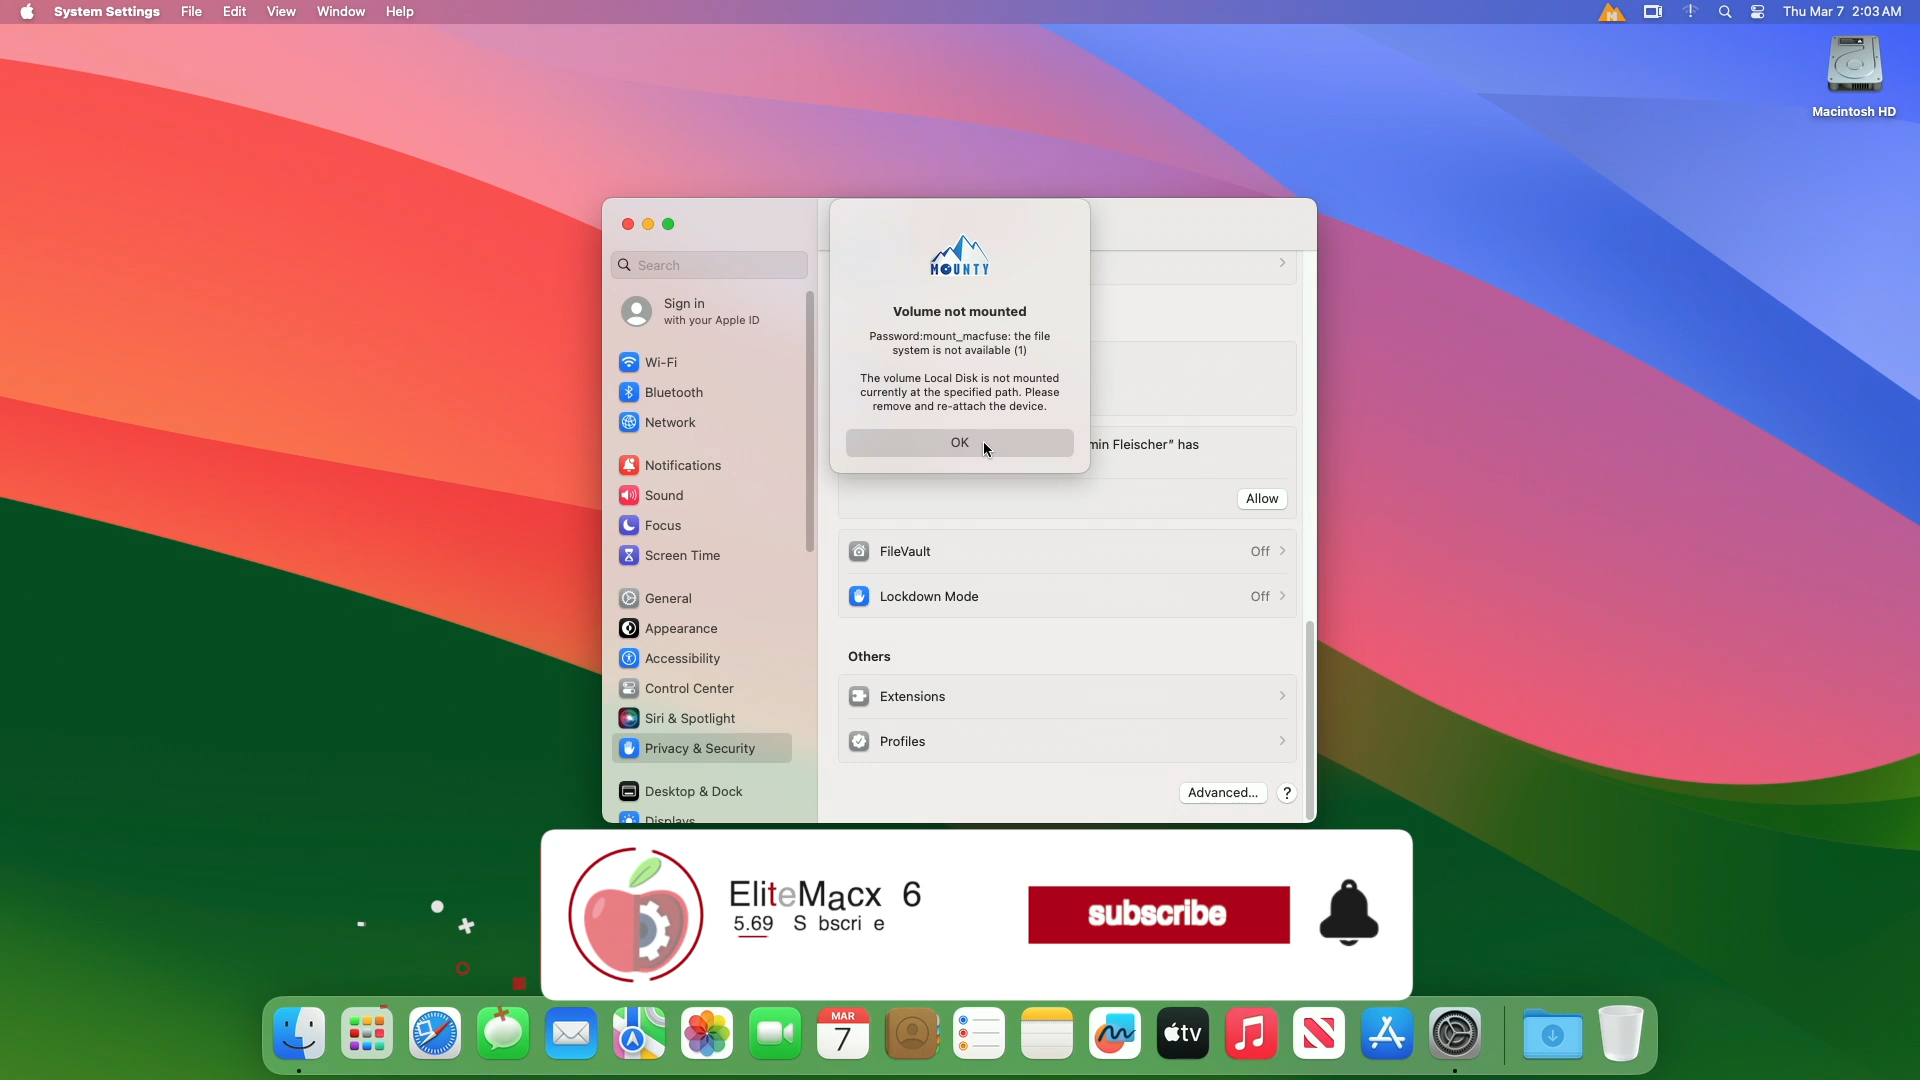 System Settings File Edit View Window Help
Thu Mar 7 2:03 AM
Macintosh HD
Search
Sign in
with your Apple ID
Wi-Fi
Bluetooth
Network
Notifications
Sound
Focus
Screen Time
General
Appearance
Accessibility
Control Center
Siri & Spotlight
Privacy & Security
Desktop & Dock
Displays
MOUNTY
Volume not mounted
Password:mount_macfuse: the file
system is not available (1)
The volume Local Disk is not mounted
currently at the specified path. Please
remove and re-attach the device.
OK
min Fleischer" has
Allow
FileVault Off
Lockdown Mode Off
Others
Extensions
Profiles
Advanced... ?
EliteMacx 6
5.69 S bscri e
subscribe
MAR
7
tv